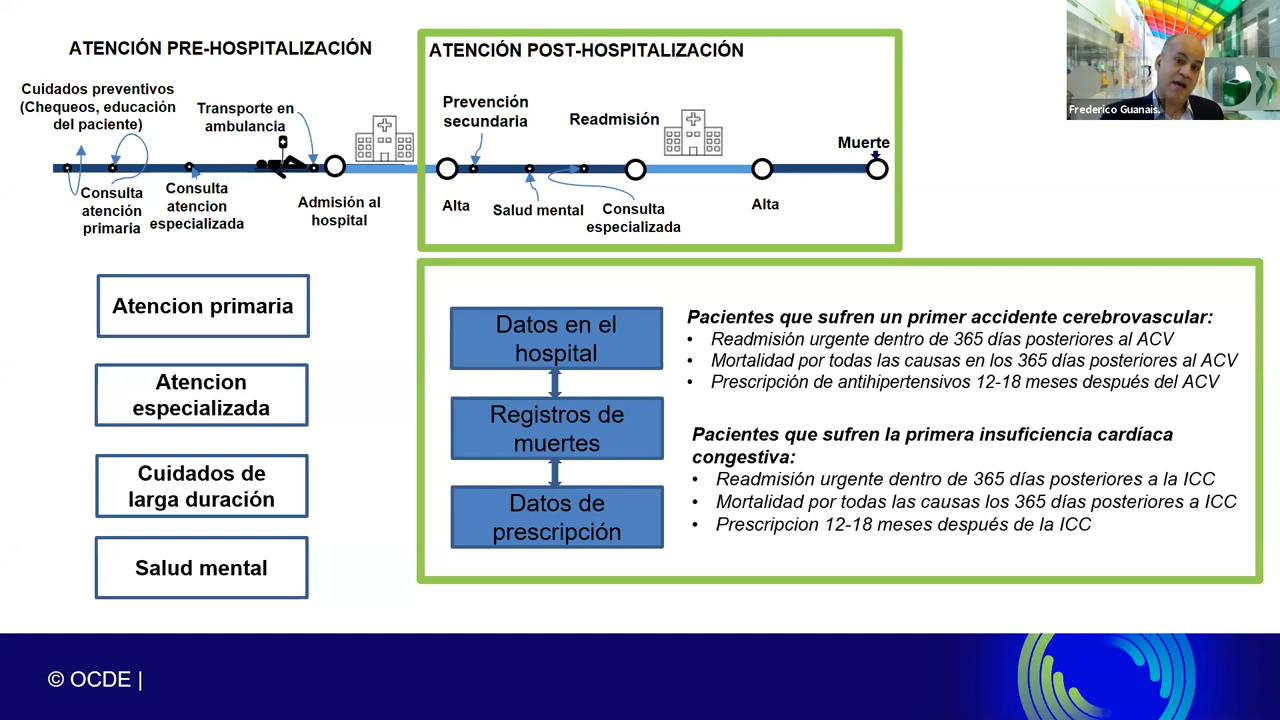 ATENCIÓN PRE-HOSPITALIZACIÓN
Cuidados preventivos
(Chequeos, educación
del paciente)
Transporte en
ambulancia
Consulta
atención
primaria
Consulta
atencion
especializada
Admisión al
hospital
ATENCIÓN POST-HOSPITALIZACIÓN
Prevención
secundaria
Readmisión
Muerte
Alta
Salud mental
Consulta
especializada
Alta
Frederico Guanais.
Atencion primaria
Atencion
especializada
Cuidados de
larga duración
Salud mental
Datos en el
hospital
Registros de
muertes
Datos de
prescripción
Pacientes que sufren un primer accidente cerebrovascular:
• Readmisión urgente dentro de 365 días posteriores al ACV
• Mortalidad por todas las causas en los 365 días posteriores al ACV
• Prescripción de antihipertensivos 12-18 meses después del ACV
Pacientes que sufren la primera insuficiencia cardíaca
congestiva:
• Readmisión urgente dentro de 365 días posteriores a la ICC
• Mortalidad por todas las causas los 365 días posteriores a ICC
• Prescripcion 12-18 meses después de la ICC
© OCDE |